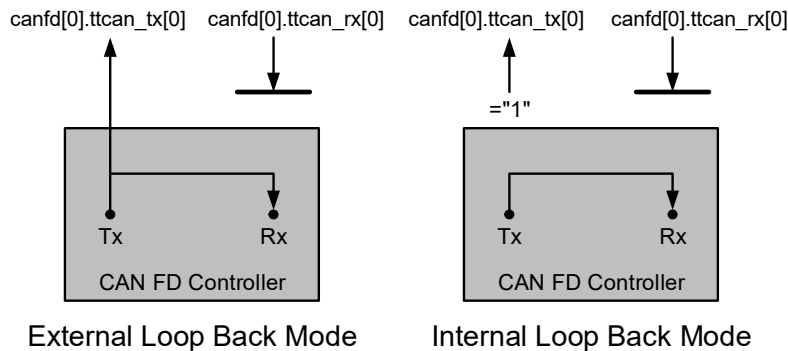 canfd[0].ttcan_tx[0] canfd[0].ttcan_rx[0] canfd[0].ttcan_tx[0] canfd[0].ttcan_rx[0]
="1"
Tx Rx Tx Rx
CAN FD Controller CAN FD Controller
External Loop Back Mode Internal Loop Back Mode